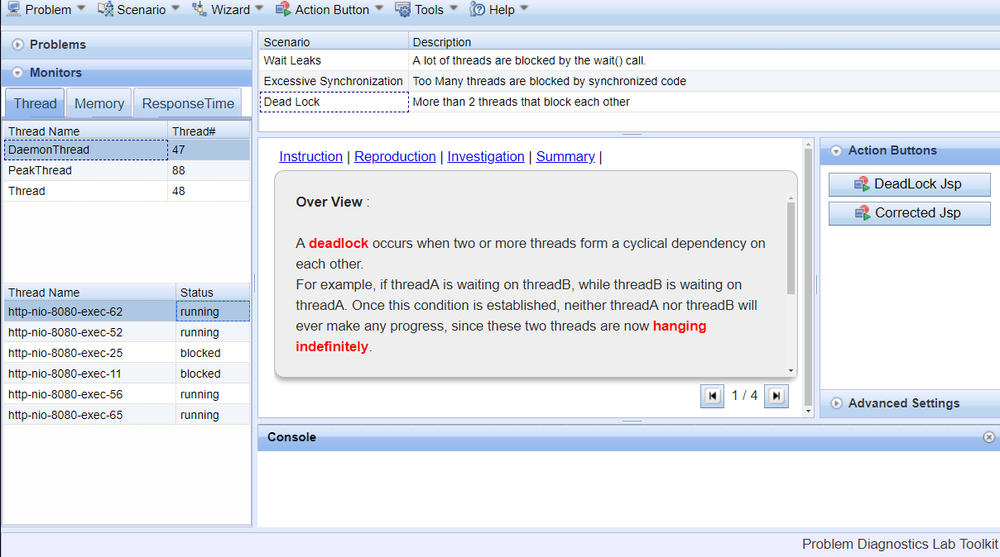 Problem Scenario Wizard Action Button Tools Help
Problems
Monitors
Thread Memory ResponseTime
Thread Name Thread#
DaemonThread 47
PeakThread 88
Thread 48
Thread Name Status
http-nio-8080-exec-62 running
http-nio-8080-exec-52 running
http-nio-8080-exec-25 blocked
http-nio-8080-exec-11 blocked
http-nio-8080-exec-56 running
http-nio-8080-exec-65 running
Scenario Description
Wait Leaks A lot of threads are blocked by the wait() call.
Excessive Synchronization Too Many threads are blocked by synchronized code
Dead Lock More than 2 threads that block each other
Instruction | Reproduction | Investigation | Summary |
Over View :
A deadlock occurs when two or more threads form a cyclical dependency on
each other.
For example, if threadA is waiting on threadB, while threadB is waiting on
threadA. Once this condition is established, neither threadA nor threadB will
ever make any progress, since these two threads are now hanging
indefinitely.
1 / 4
Action Buttons
DeadLock Jsp
Corrected Jsp
Advanced Settings
Console
Problem Diagnostics Lab Toolkit